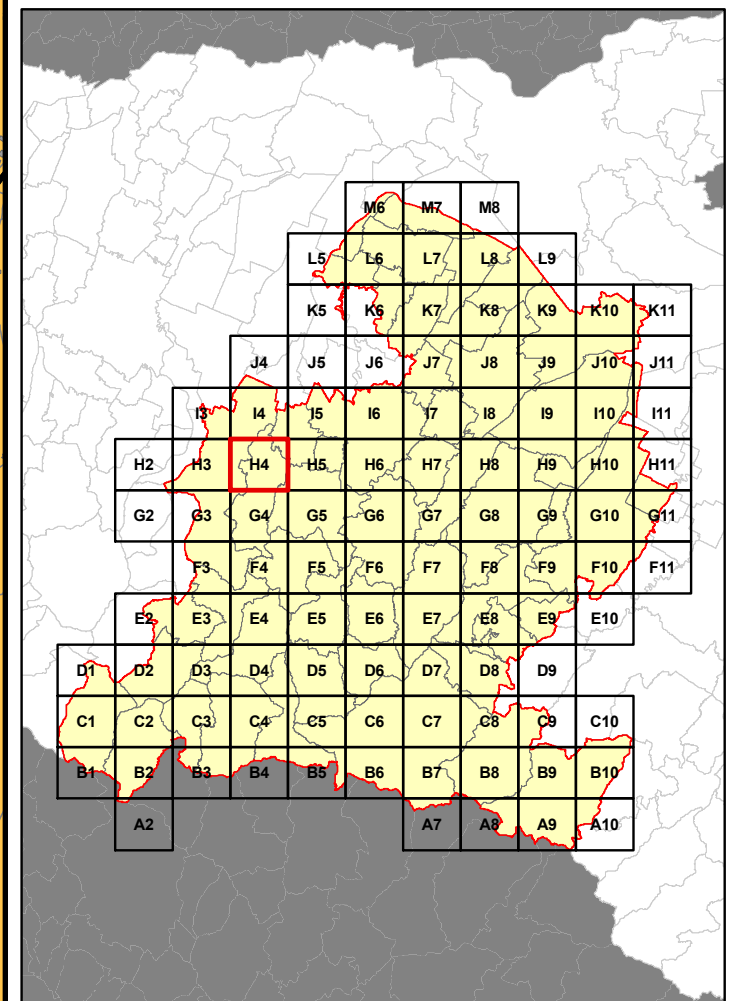 M6 M7 M8
L5 L6 L7 L8 L9
K5 K6 K7 K8 K9 K10 K11
J4 J5 J6 J7 J8 J9 J10 J11
I3 I4 I5 I6 I7 I8 I9 I10 I11
H2 H3 H4 H5 H6 H7 H8 H9 H10 H11
G2 G3 G4 G5 G6 G7 G8 G9 G10 G11
F3 F4 F5 F6 F7 F8 F9 F10 F11
E2 E3 E4 E5 E6 E7 E8 E9 E10
D1 D2 D3 D4 D5 D6 D7 D8 D9
C1 C2 C3 C4 C5 C6 C7 C8 C9 C10
B1 B2 B3 B4 B5 B6 B7 B8 B9 B10
A2 A7 A8 A9 A10